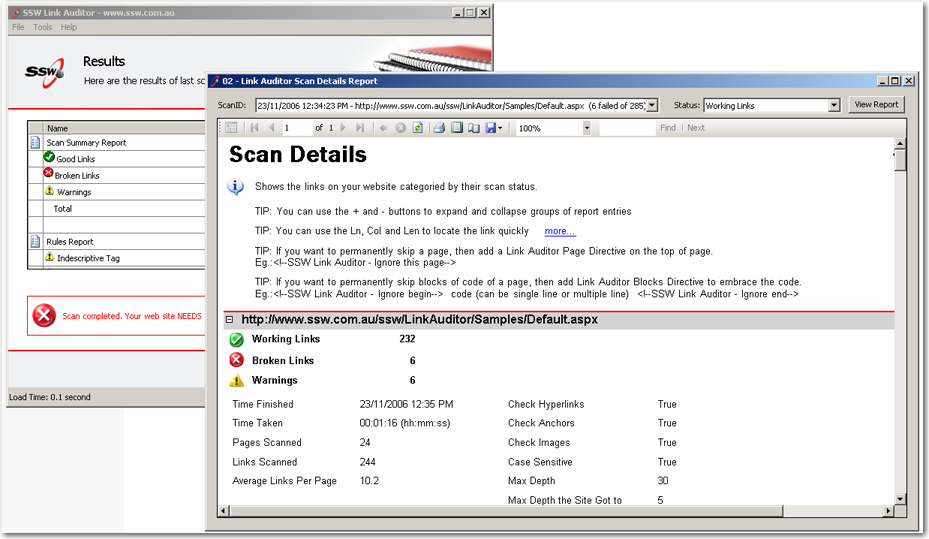 SSW Link Auditor - www.ssw.com.au
File Tools Help
SSW
Results
Here are the results of last sc
Name
Scan Summary Report
Good Links
Broken Links
Warnings
Total
Rules Report
Indescriptive Tag
Scan completed. Your web site NEEDS
Load Time: 0.1 second
02 - Link Auditor Scan Details Report
ScanID: 23/11/2006 12:34:23 PM - http://www.ssw.com.au/ssw/LinkAuditor/Samples/Default.aspx (6 failed of 285) Status: Working Links View Report
1 of 1 100% Find | Next
Scan Details
Shows the links on your website categoried by their scan status.
TIP: You can use the + and - buttons to expand and collapse groups of report entries
TIP: You can use the Ln, Col and Len to locate the link quickly more...
TIP: If you want to permanently skip a page, then add a Link Auditor Page Directive on the top of page.
Eg.:<!--SSW Link Auditor - Ignore this page-->
TIP: If you want to permanently skip blocks of code of a page, then add Link Auditor Blocks Directive to embrace the code.
Eg.:<!--SSW Link Auditor - Ignore begin--> code (can be single line or multiple line) <!--SSW Link Auditor - Ignore end-->
http://www.ssw.com.au/ssw/LinkAuditor/Samples/Default.aspx
Working Links 232
Broken Links 6
Warnings 6
Time Finished 23/11/2006 12:35 PM Check Hyperlinks True
Time Taken 00:01:16 (hh:mm:ss) Check Anchors True
Pages Scanned 24 Check Images True
Links Scanned 244 Case Sensitive True
Average Links Per Page 10.2 Max Depth 30
Max Depth the Site Got to 5